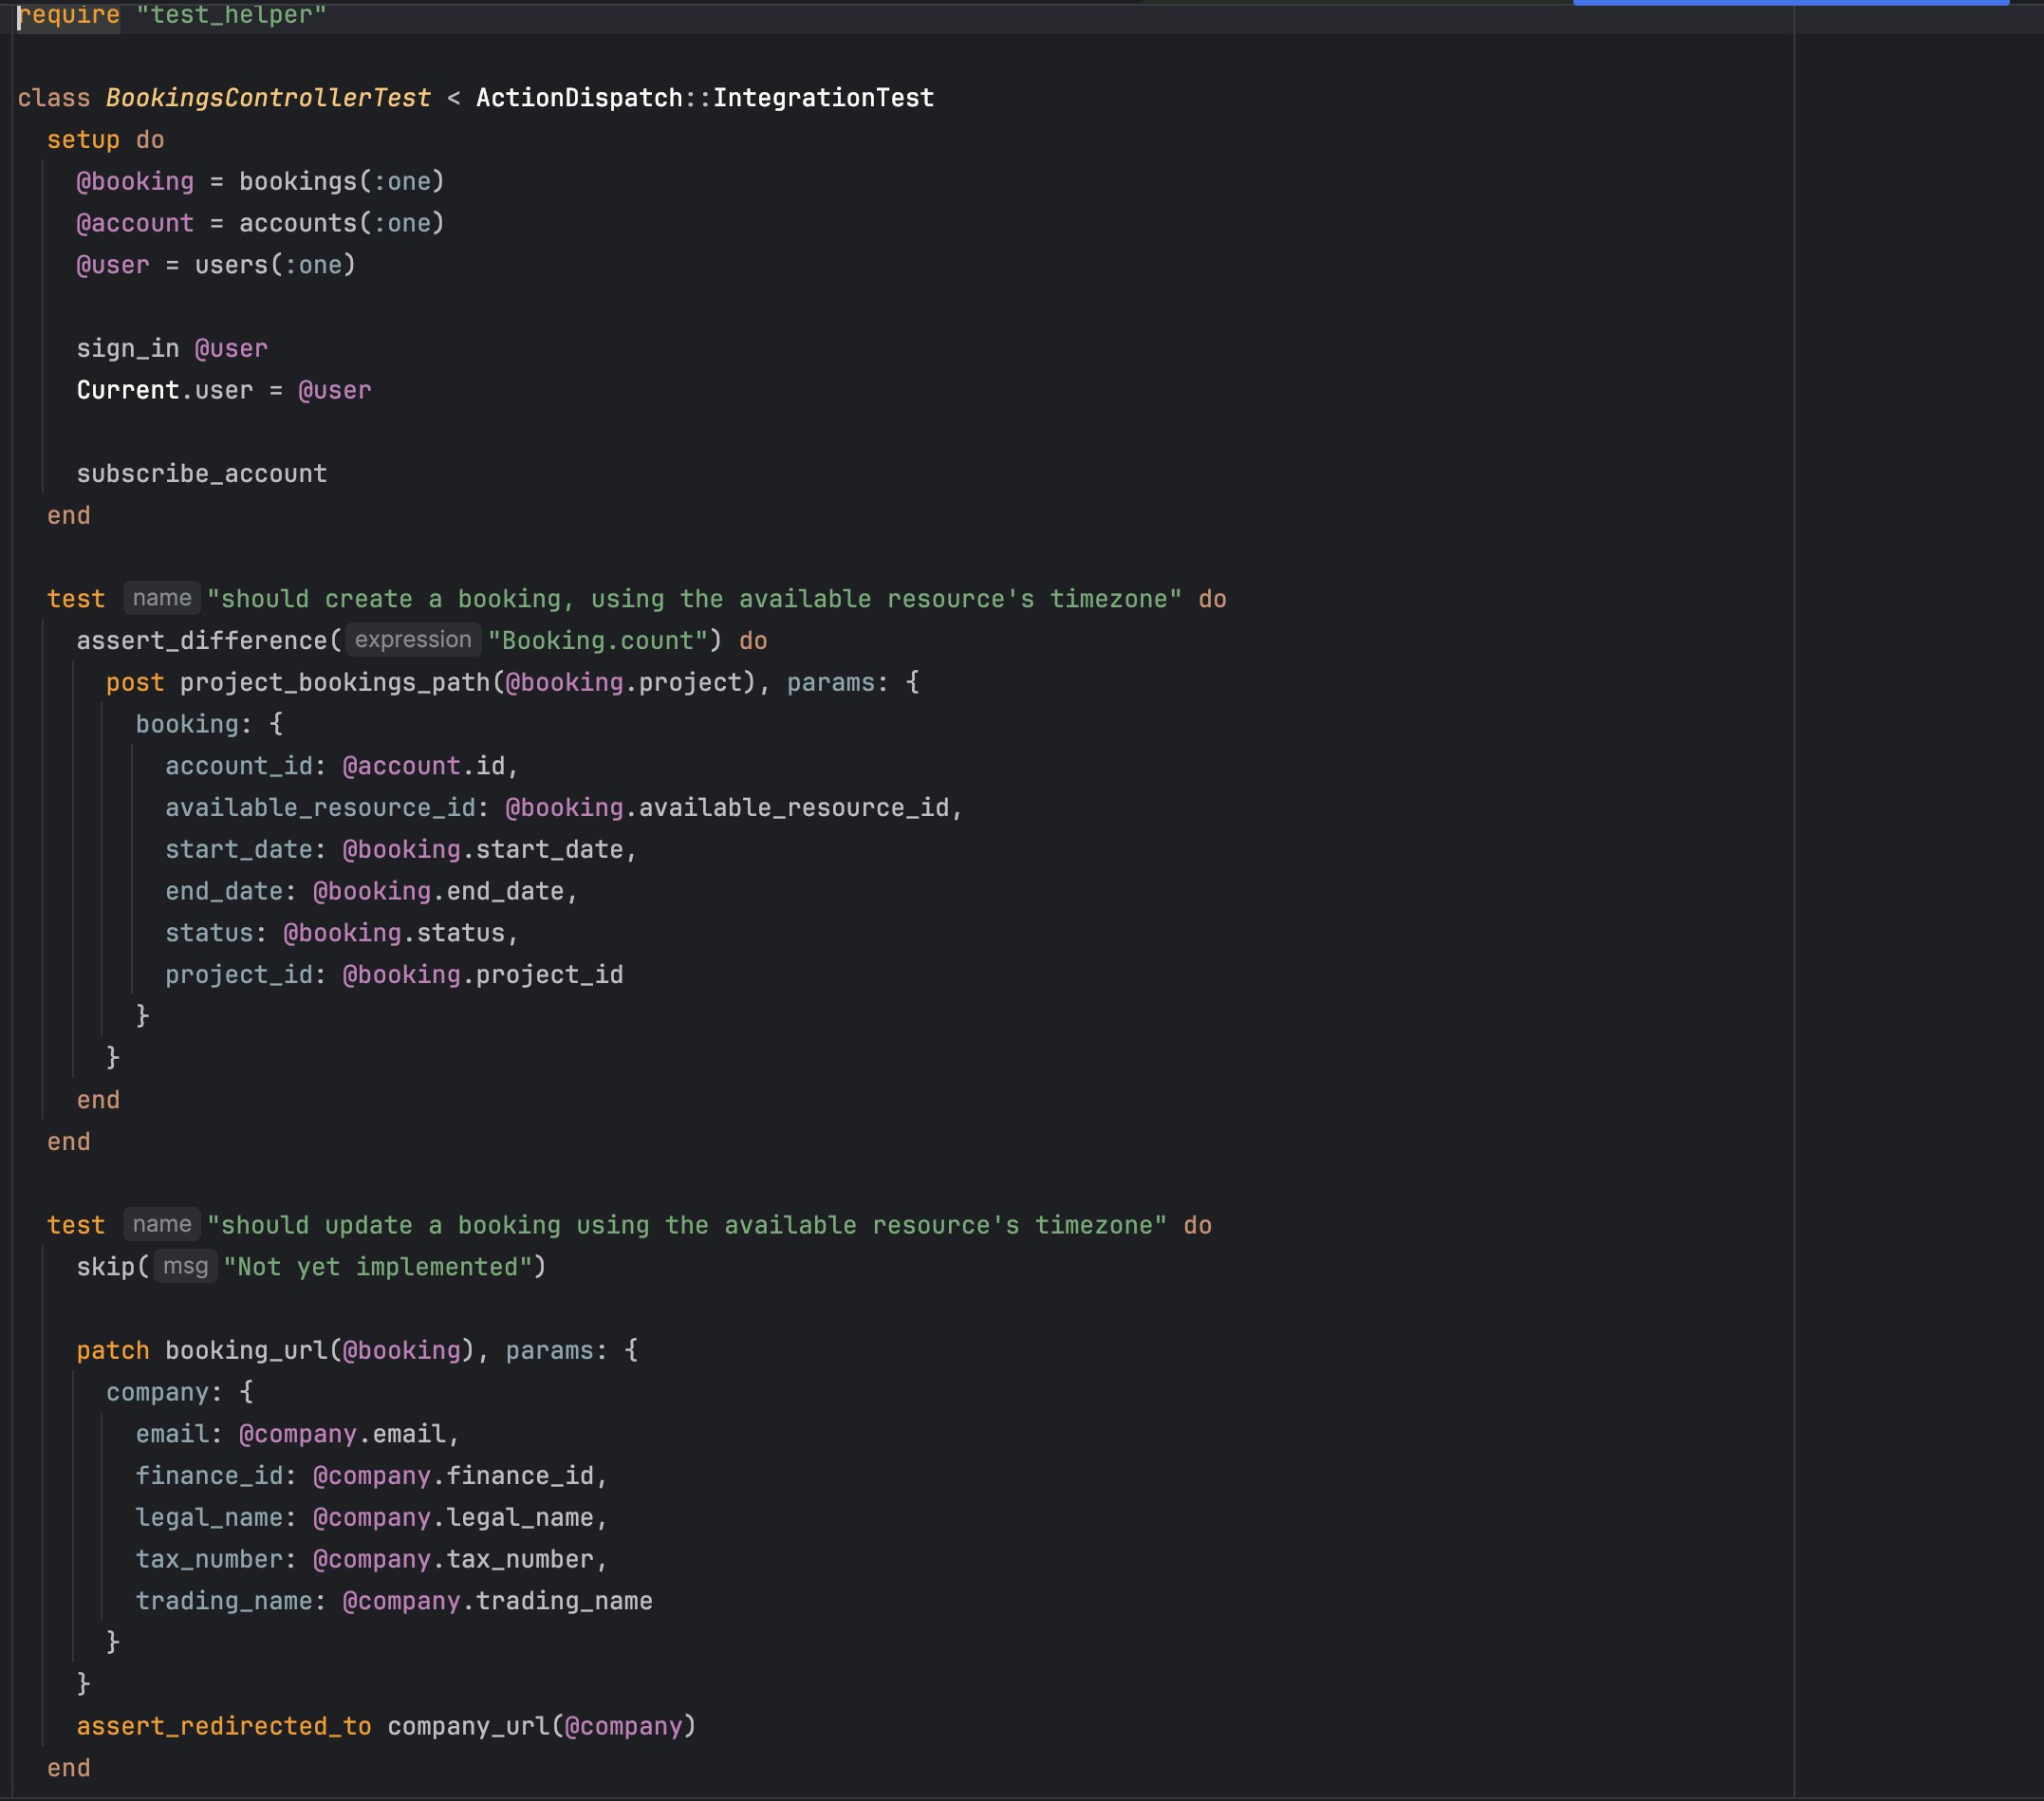 require "test_helper"
class BookingsControllerTest < ActionDispatch::IntegrationTest
setup do
@booking = bookings(:one)
@account = accounts(:one)
@user = users(:one)
sign_in @user
Current.user = @user
subscribe_account
end
test name "should create a booking, using the available resource's timezone" do
assert_difference( expression "Booking.count") do
post project_bookings_path(@booking.project), params: {
booking: {
account_id: @account.id,
available_resource_id: @booking.available_resource_id,
start_date: @booking.start_date,
end_date: @booking.end_date,
status: @booking.status,
project_id: @booking.project_id
}
}
end
end
test name "should update a booking using the available resource's timezone" do
skip( msg "Not yet implemented")
patch booking_url(@booking), params: {
company: {
email: @company.email,
finance_id: @company.finance_id,
legal_name: @company.legal_name,
tax_number: @company.tax_number,
trading_name: @company.trading_name
}
}
assert_redirected_to company_url(@company)
end